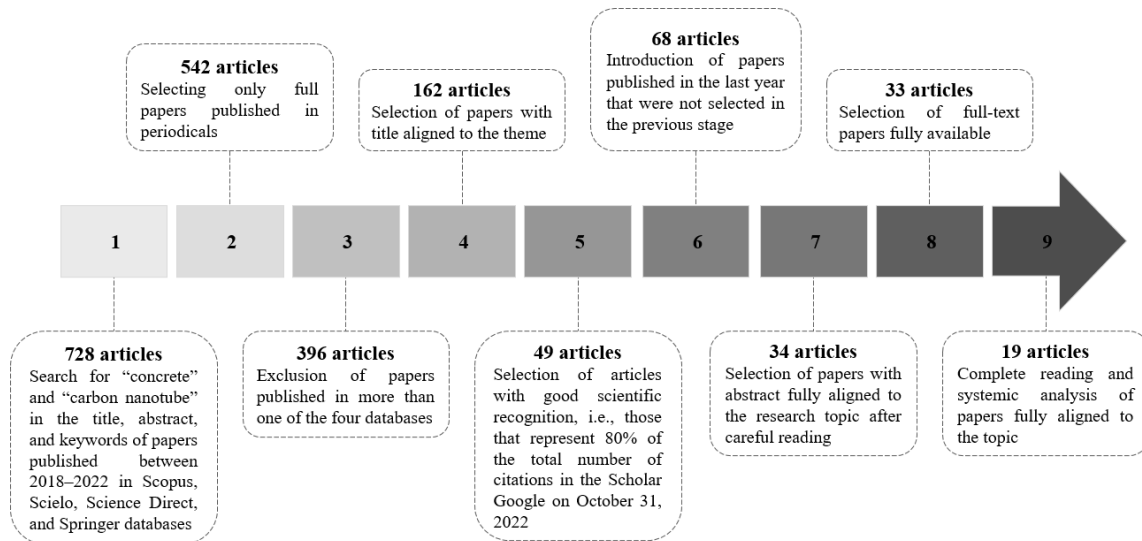 542 articles
Selecting only full
papers published in
periodicals
162 articles
Selection of papers with
title aligned to the theme
68 articles
Introduction of papers
published in the last year
that were not selected in
the previous stage
33 articles
Selection of full-text
papers fully available
1
2
3
4
5
6
7
8
9
728 articles
Search for “concrete”
and “carbon nanotube”
in the title, abstract,
and keywords of papers
published between
2018–2022 in Scopus,
Scielo, Science Direct,
and Springer databases
396 articles
Exclusion of papers
published in more than
one of the four databases
49 articles
Selection of articles
with good scientific
recognition, i.e., those
that represent 80% of
the total number of
citations in the Scholar
Google on October 31,
2022
34 articles
Selection of papers with
abstract fully aligned to
the research topic after
careful reading
19 articles
Complete reading and
systemic analysis of
papers fully aligned to
the topic